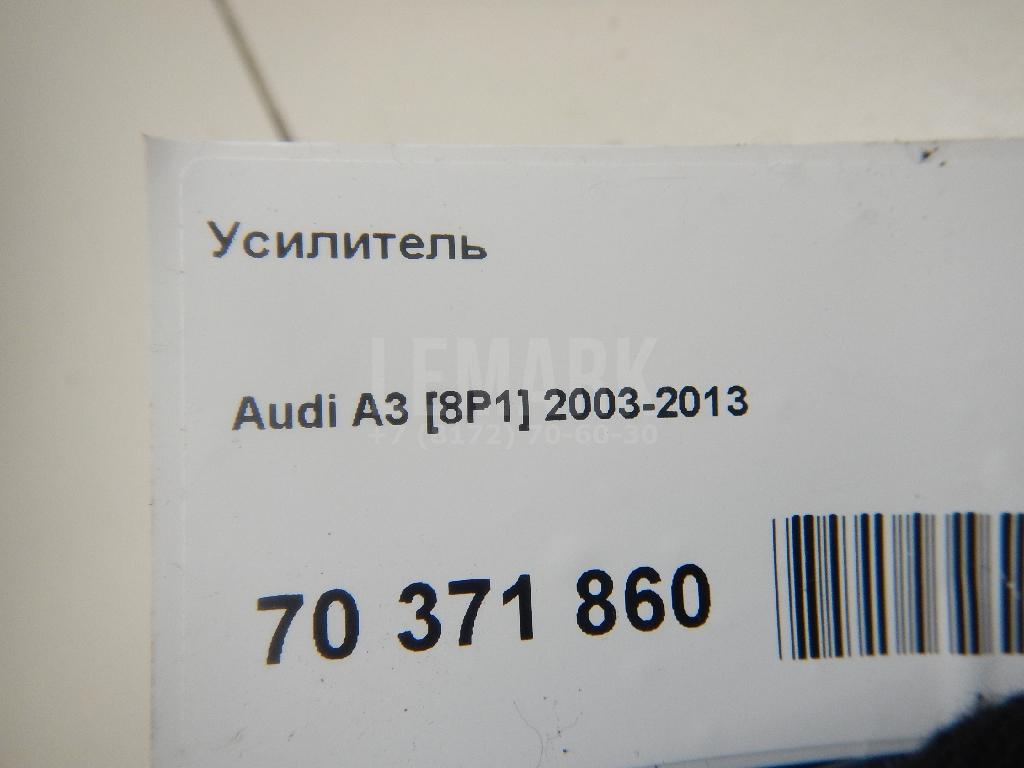 Усилитель
LEMARK
Audi A3 [8P1] 2003-2013
+7 (8172) 70-60-30
70 371 860